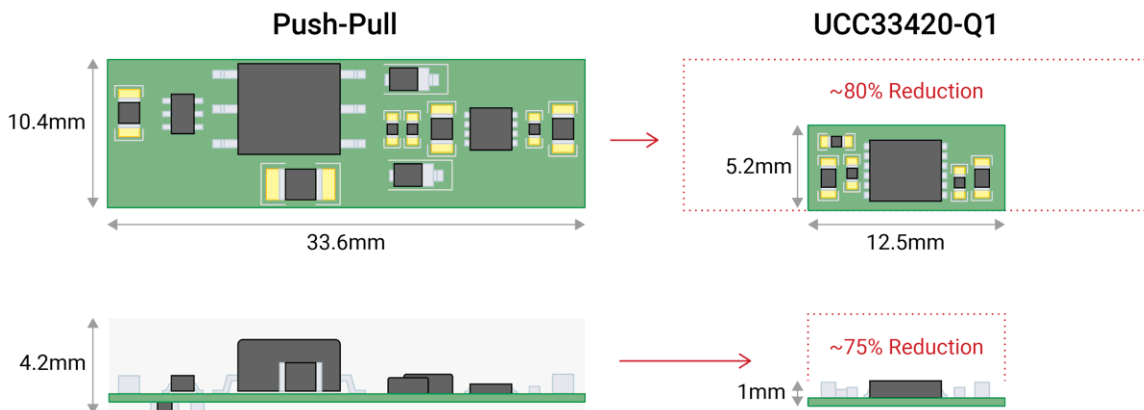 Push-Pull
UCC33420-Q1
10.4mm
33.6mm
~80% Reduction
5.2mm
12.5mm
4.2mm
~75% Reduction
1mm